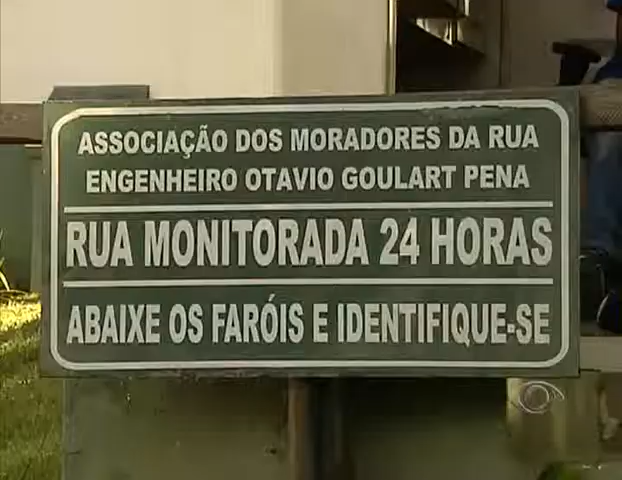 ASSOCIAÇÃO DOS MORADORES DA RUA
ENGENHEIRO OTAVIO GOULART PENA
RUA MONITORADA 24 HORAS
ABAIXE OS FARÓIS E IDENTIFIQUE-SE